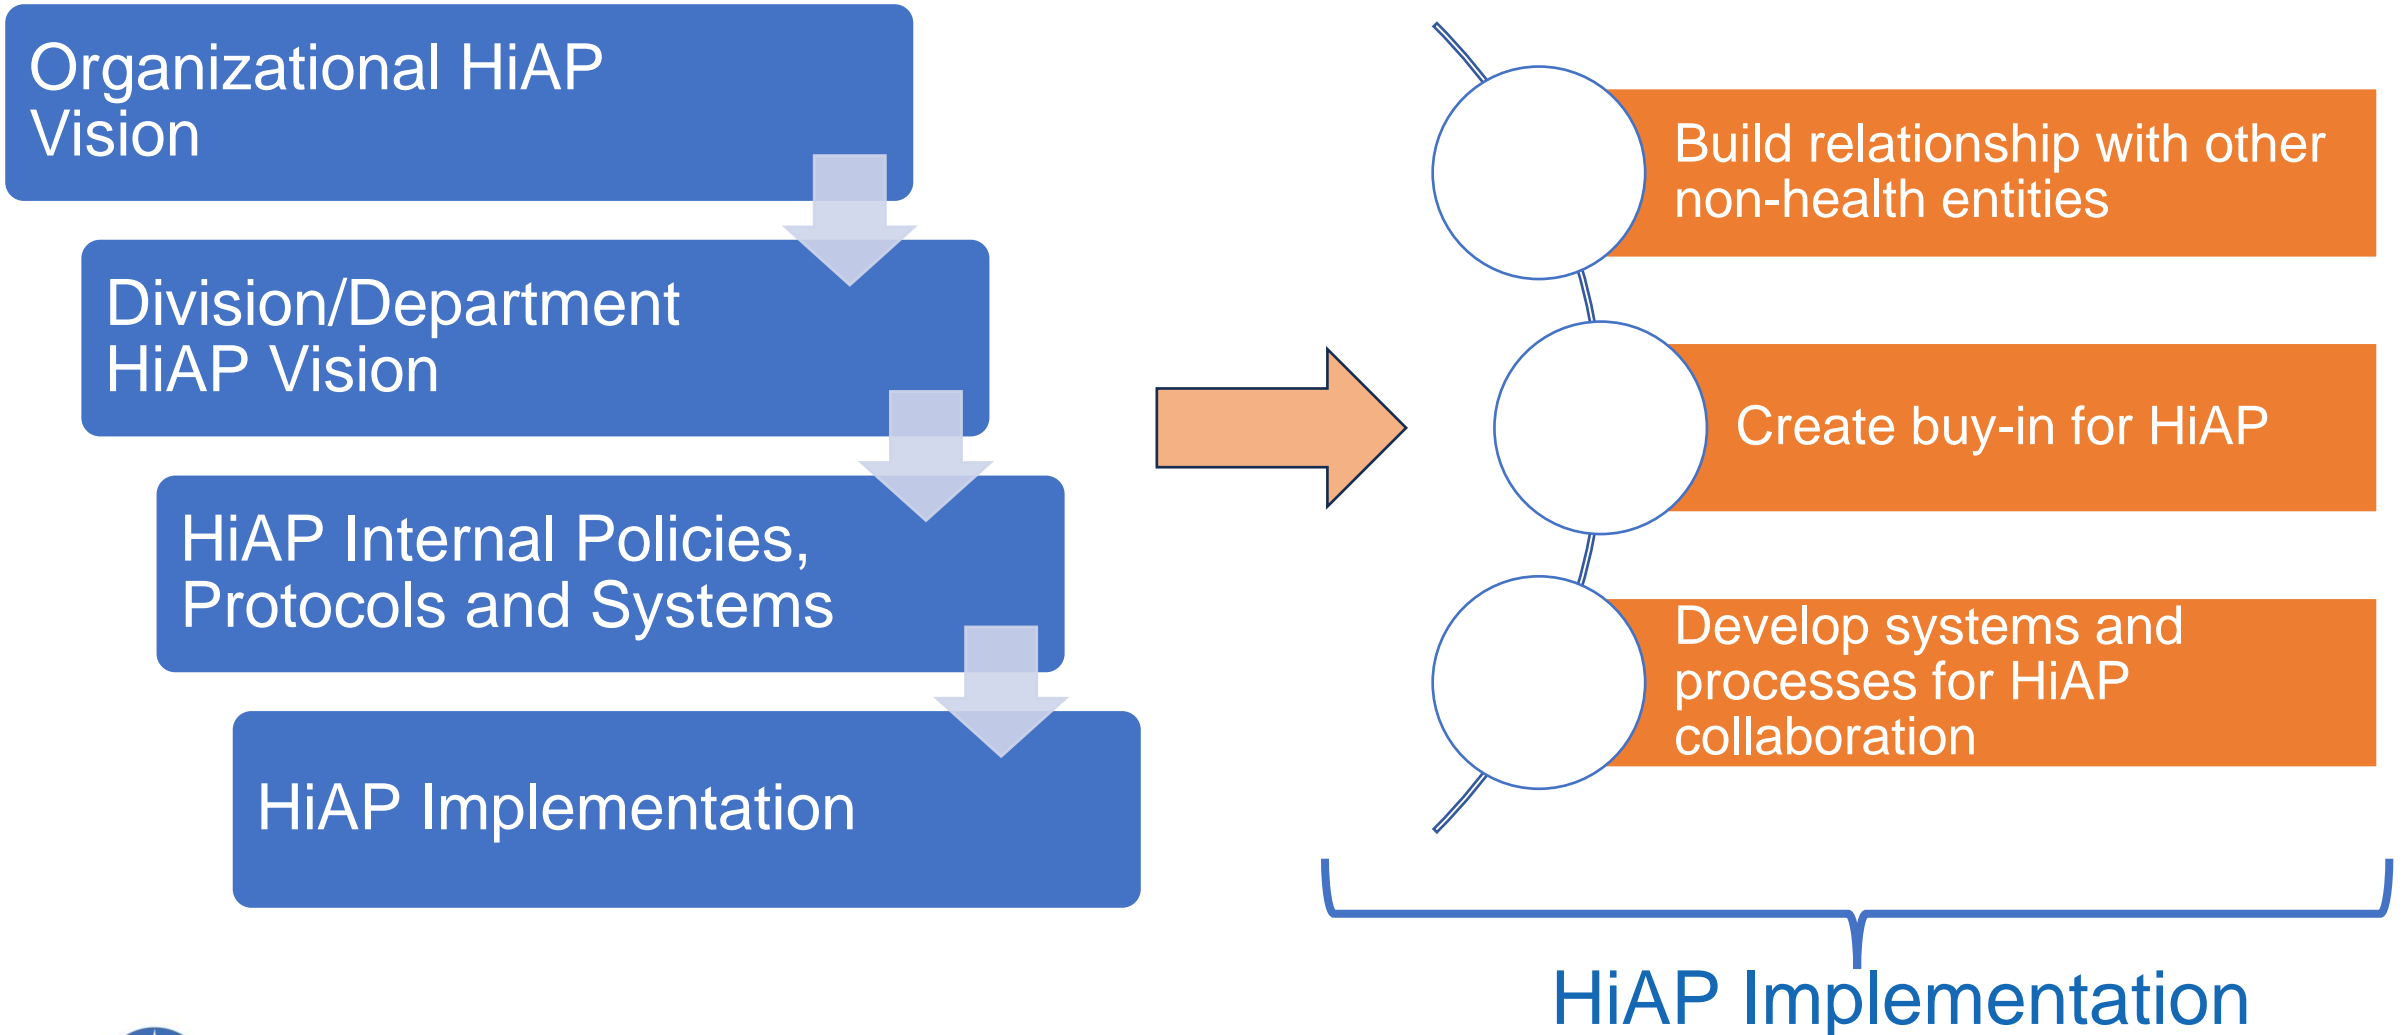 Organizational HiAP
Vision
Division/Department
HiAP Vision
HiAP Internal Policies,
Protocols and Systems
HiAP Implementation
Build relationship with other
non-health entities
Create buy-in for HiAP
Develop systems and
processes for HiAP
collaboration
HiAP Implementation